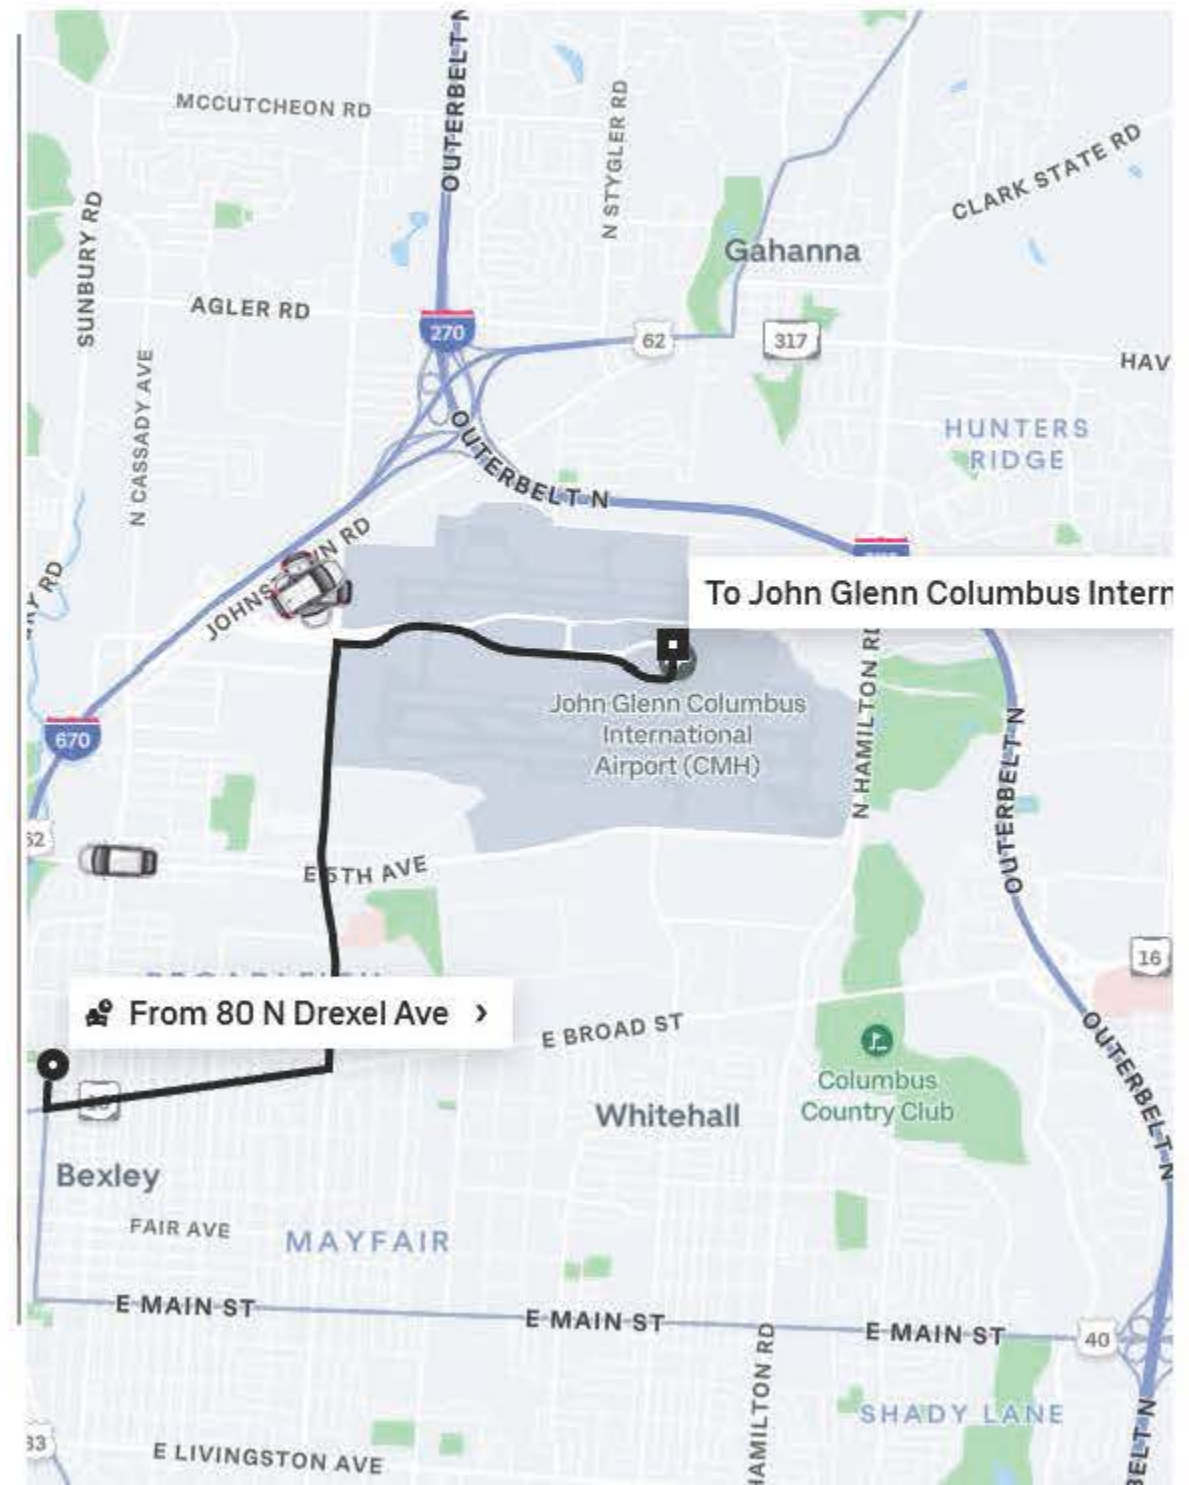 OUTERBELT N
MCCUTCHEON RD
N STYGLER RD
CLARK STATE RD
SUNBURY RD
Gahanna
AGLER RD
270
62
317
HAV
N CASSADY AVE
HUNTERS
RIDGE
OUTERBELT N
RD
To John Glenn Columbus Intern
N HAMILTON RD
John Glenn Columbus
International
Airport (CMH)
670
OUTERBELT N
62
E 5TH AVE
16
From 80 N Drexel Ave
E BROAD ST
OUTERBELT N
Columbus
Country Club
Whitehall
Bexley
FAIR AVE
MAYFAIR
E MAIN ST
E MAIN ST
E MAIN ST
40
HAMILTON RD
SHADY LANE
33
E LIVINGSTON AVE
BELT N